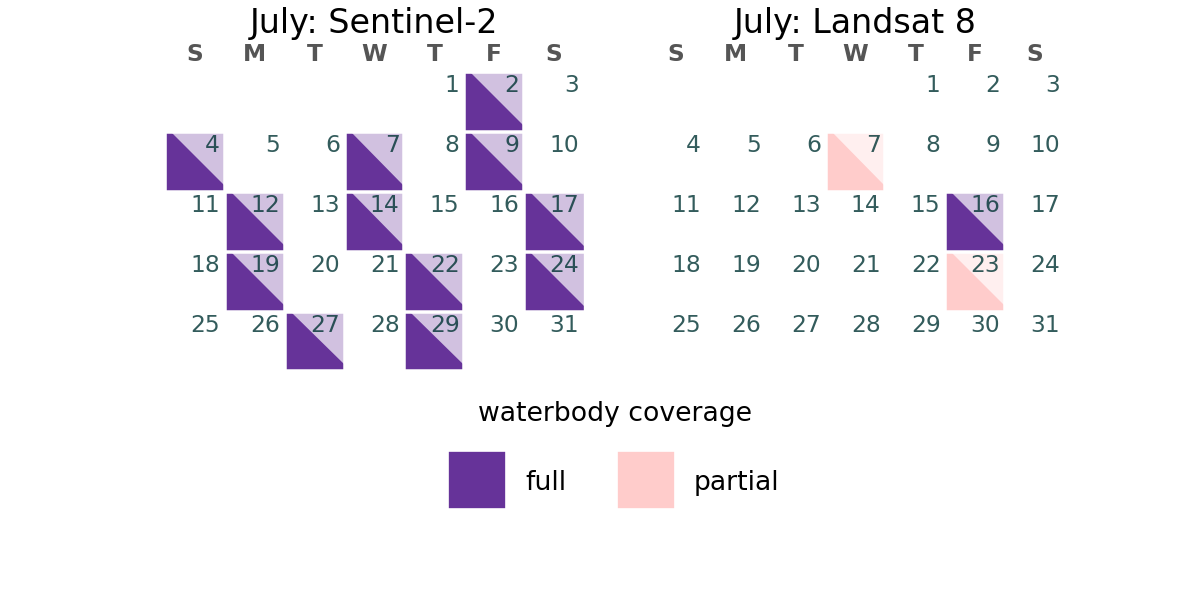 July: Sentinel-2
S M T W T F S
1 2 3
4 5 6 7 8 9 10
11 12 13 14 15 16 17
18 19 20 21 22 23 24
25 26 27 28 29 30 31
July: Landsat 8
S M T W T F S
1 2 3
4 5 6 7 8 9 10
11 12 13 14 15 16 17
18 19 20 21 22 23 24
25 26 27 28 29 30 31
waterbody coverage
full partial